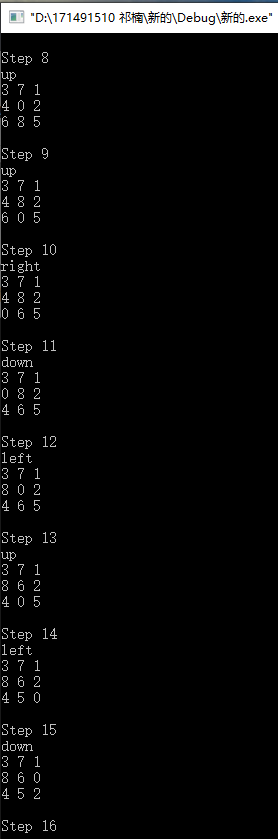 "D:\171491510 祁楠\新的\Debug\新的.exe"
Step 8
up
3 7 1
4 0 2
6 8 5
Step 9
up
3 7 1
4 8 2
6 0 5
Step 10
right
3 7 1
4 8 2
0 6 5
Step 11
down
3 7 1
0 8 2
4 6 5
Step 12
left
3 7 1
8 0 2
4 6 5
Step 13
up
3 7 1
8 6 2
4 0 5
Step 14
left
3 7 1
8 6 2
4 5 0
Step 15
down
3 7 1
8 6 0
4 5 2
Step 16